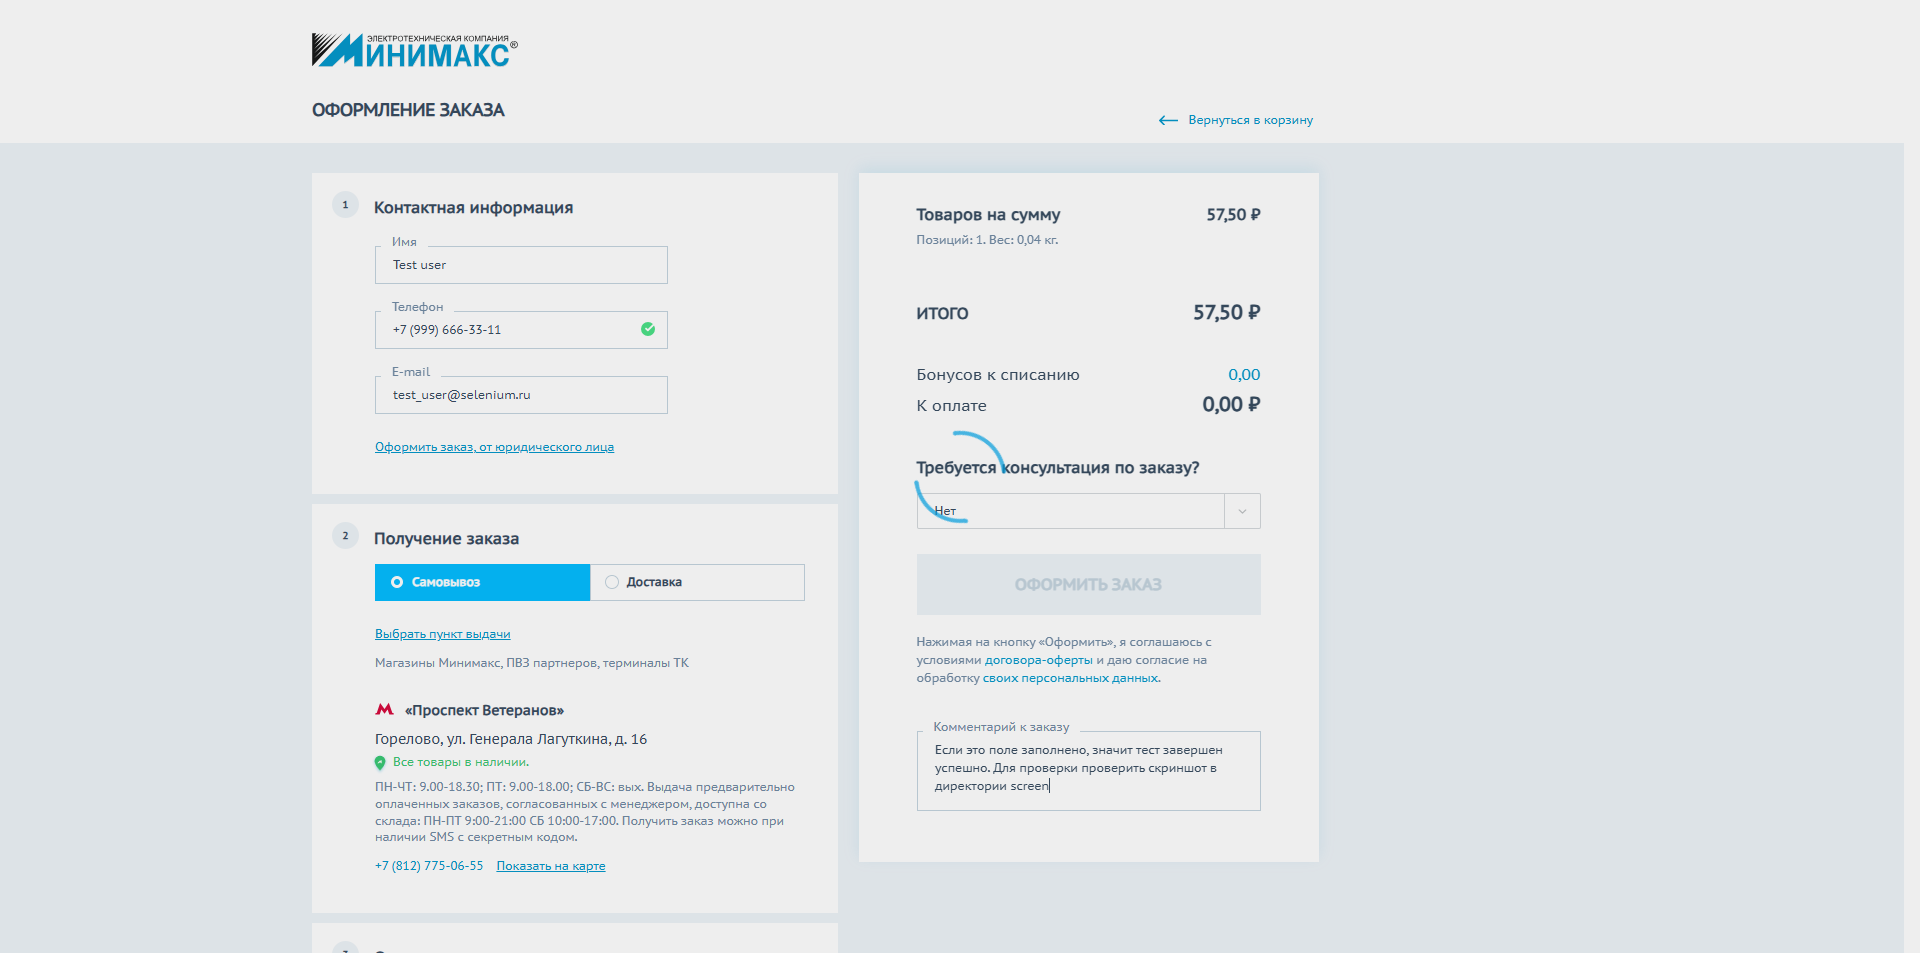 ЭЛЕКТРОТЕХНИЧЕСКАЯ КОМПАНИЯ
МИНИМАКС®
ОФОРМЛЕНИЕ ЗАКАЗА
Вернуться в корзину
1
Контактная информация
Имя
Test user
Телефон
+7 (999) 666-33-11
E-mail
test_user@selenium.ru
Оформить заказ, от юридического лица
2
Получение заказа
Самовывоз
Доставка
Выбрать пункт выдачи
Магазины Минимакс, ПВЗ партнеров, терминалы ТК
«Проспект Ветеранов»
Горелово, ул. Генерала Лагуткина, д. 16
Все товары в наличии.
ПН-ЧТ: 9.00-18.30; ПТ: 9.00-18.00; СБ-ВС: вых. Выдача предварительно
оплаченных заказов, согласованных с менеджером, доступна со
склада: ПН-ПТ 9:00-21:00 СБ 10:00-17:00. Получить заказ можно при
наличии SMS с секретным кодом.
+7 (812) 775-06-55 Показать на карте
Товаров на сумму 57,50 ₽
Позиций: 1. Вес: 0,04 кг.
ИТОГО 57,50 ₽
Бонусов к списанию 0,00
К оплате 0,00 ₽
Требуется консультация по заказу?
Нет
ОФОРМИТЬ ЗАКАЗ
Нажимая на кнопку «Оформить», я соглашаюсь с
условиями договора-оферты и даю согласие на
обработку своих персональных данных.
Комментарий к заказу
Если это поле заполнено, значит тест завершен
успешно. Для проверки проверить скриншот в
директории screen